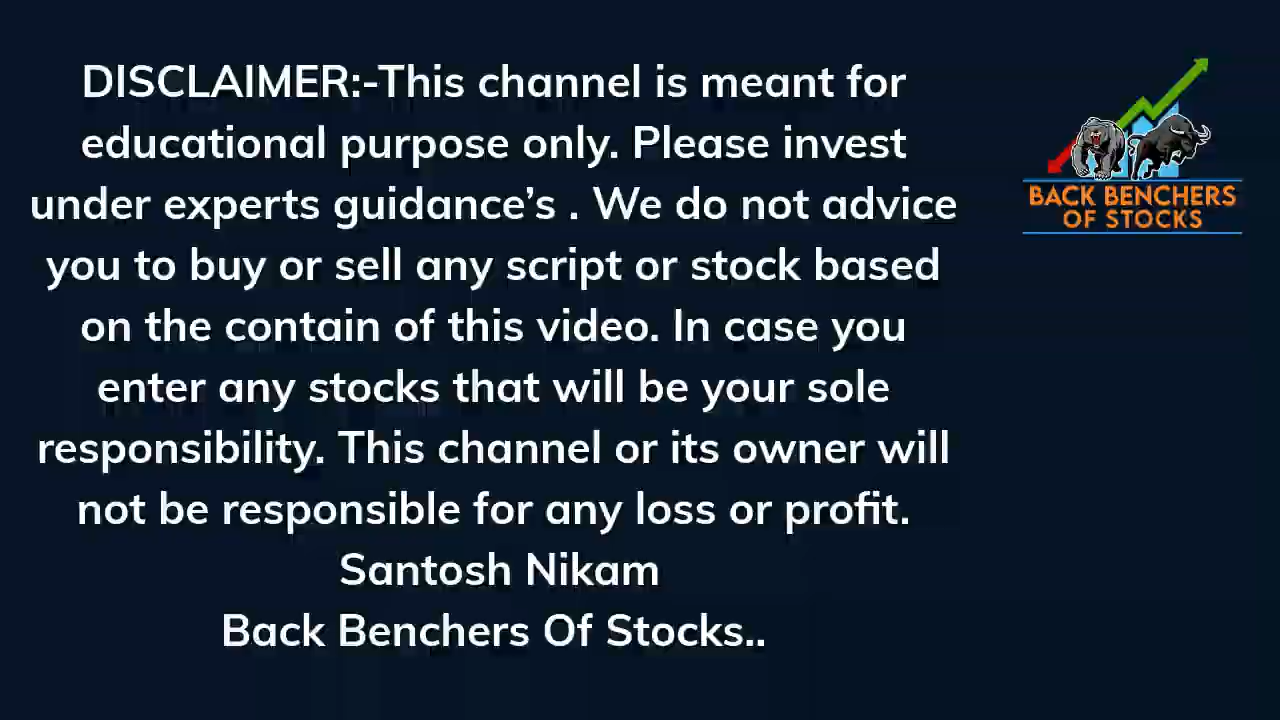 DISCLAIMER:-This channel is meant for
educational purpose only. Please invest
under experts guidance’s . We do not advice
you to buy or sell any script or stock based
on the contain of this video. In case you
enter any stocks that will be your sole
responsibility. This channel or its owner will
not be responsible for any loss or profit.
Santosh Nikam
Back Benchers Of Stocks..
BACK BENCHERS
OF STOCKS